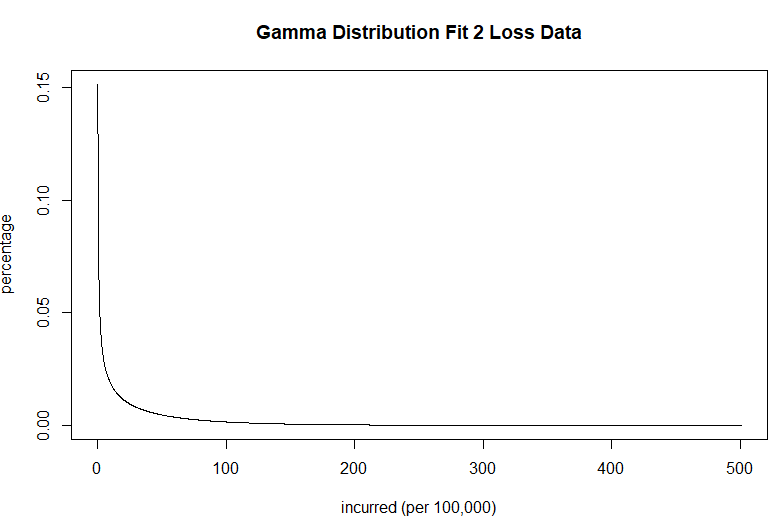 Gamma Distribution Fit 2 Loss Data
percentage
0.15
0.10
0.05
0.00
0 100 200 300 400 500
incurred (per 100,000)